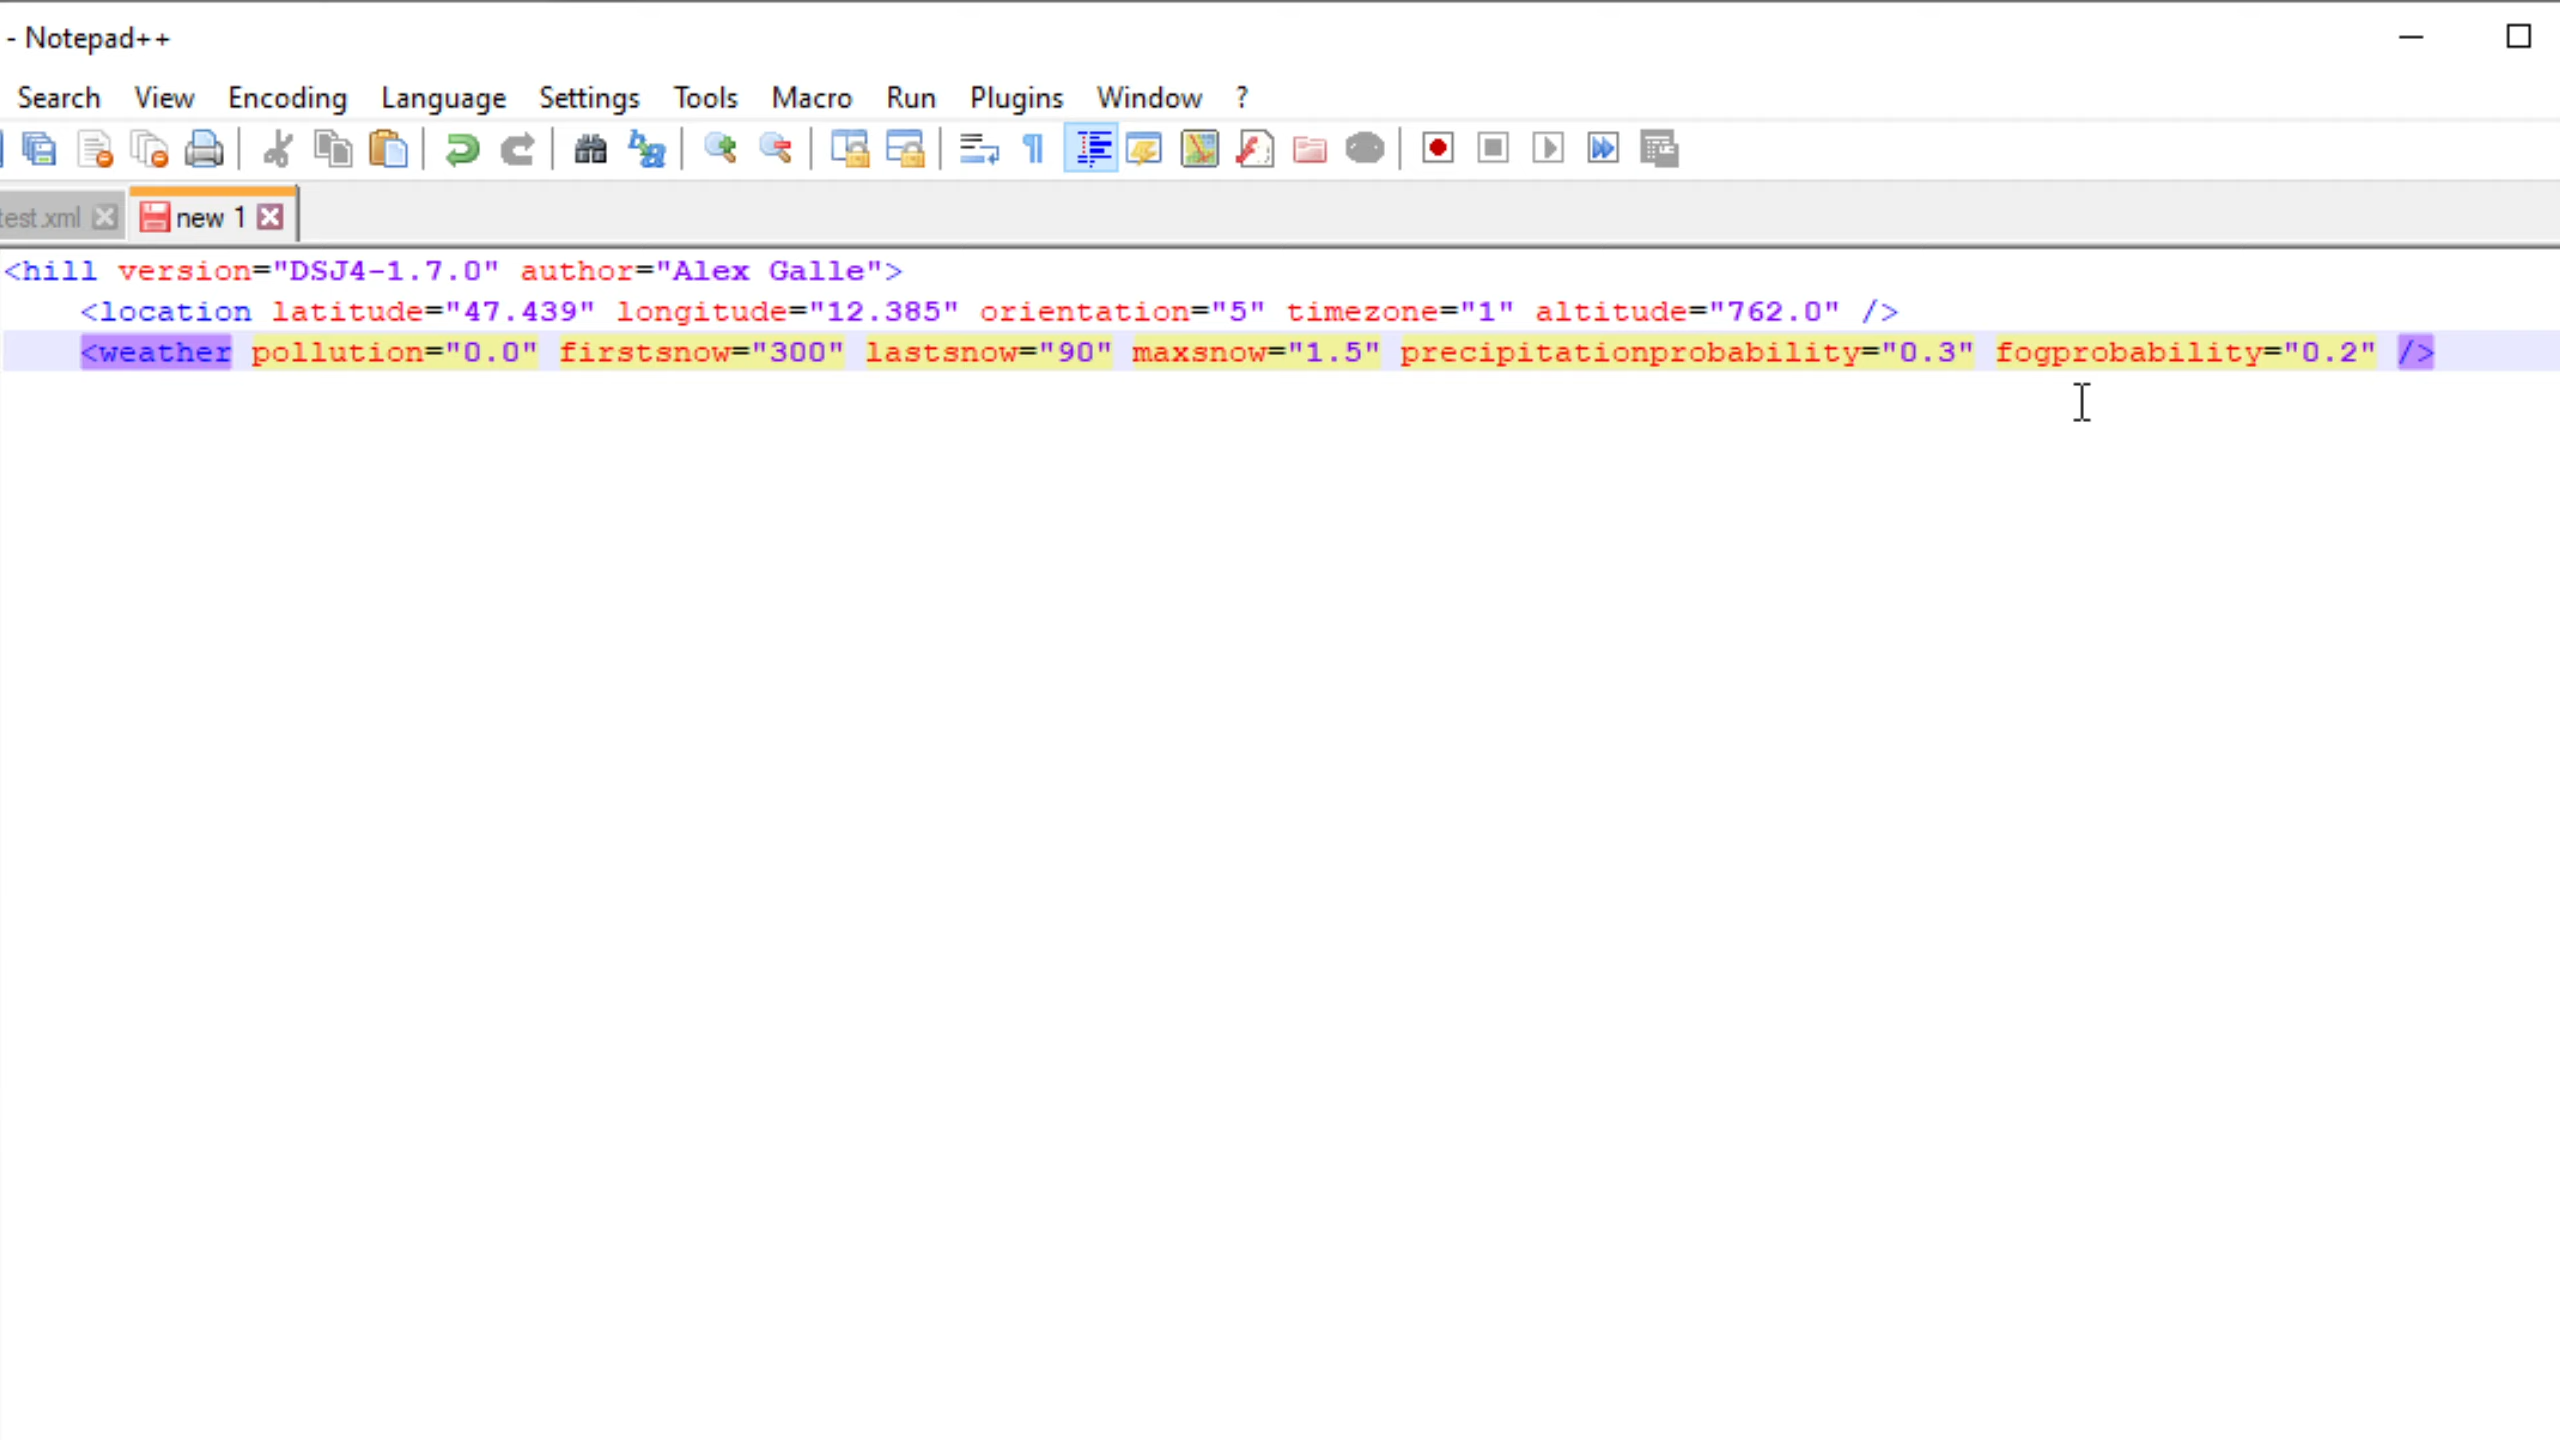 - Notepad++
Search View Encoding Language Settings Tools Macro Run Plugins Window ?
test.xml new 1
<hill version="DSJ4-1.7.0" author="Alex Galle">
<location latitude="47.439" longitude="12.385" orientation="5" timezone="1" altitude="762.0" />
<weather pollution="0.0" firstsnow="300" lastsnow="90" maxsnow="1.5" precipitationprobability="0.3" fogprobability="0.2" />